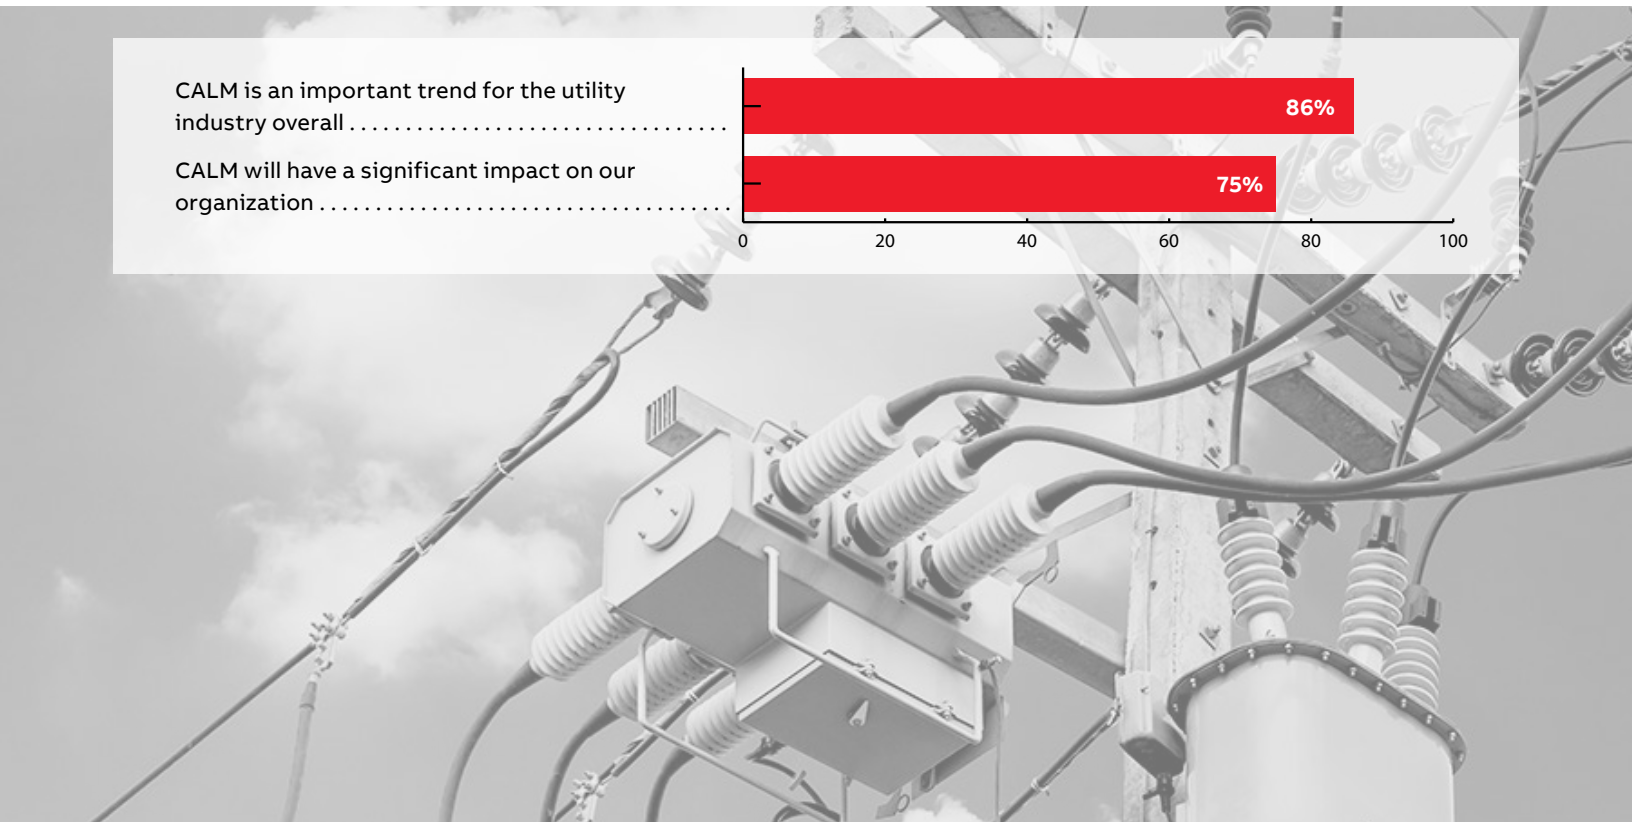 CALM is an important trend for the utility
industry overall . . . . . . . . . . . . . . . . . . . . . . . . . . . . . . . . . .
86%
CALM will have a significant impact on our
organization . . . . . . . . . . . . . . . . . . . . . . . . . . . . . . . . . . . . .
75%
0 20 40 60 80 100